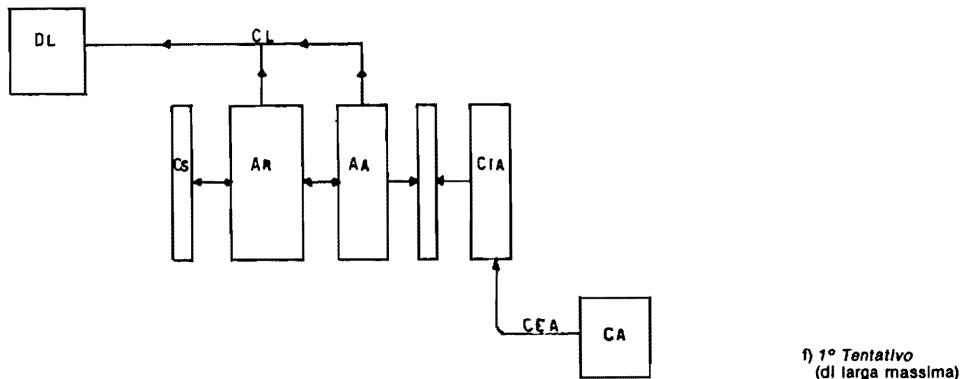 DL
CL
Cs
AR
AA
CIA
CEA
CA
f) 1° Tentativo
(di larga massima)